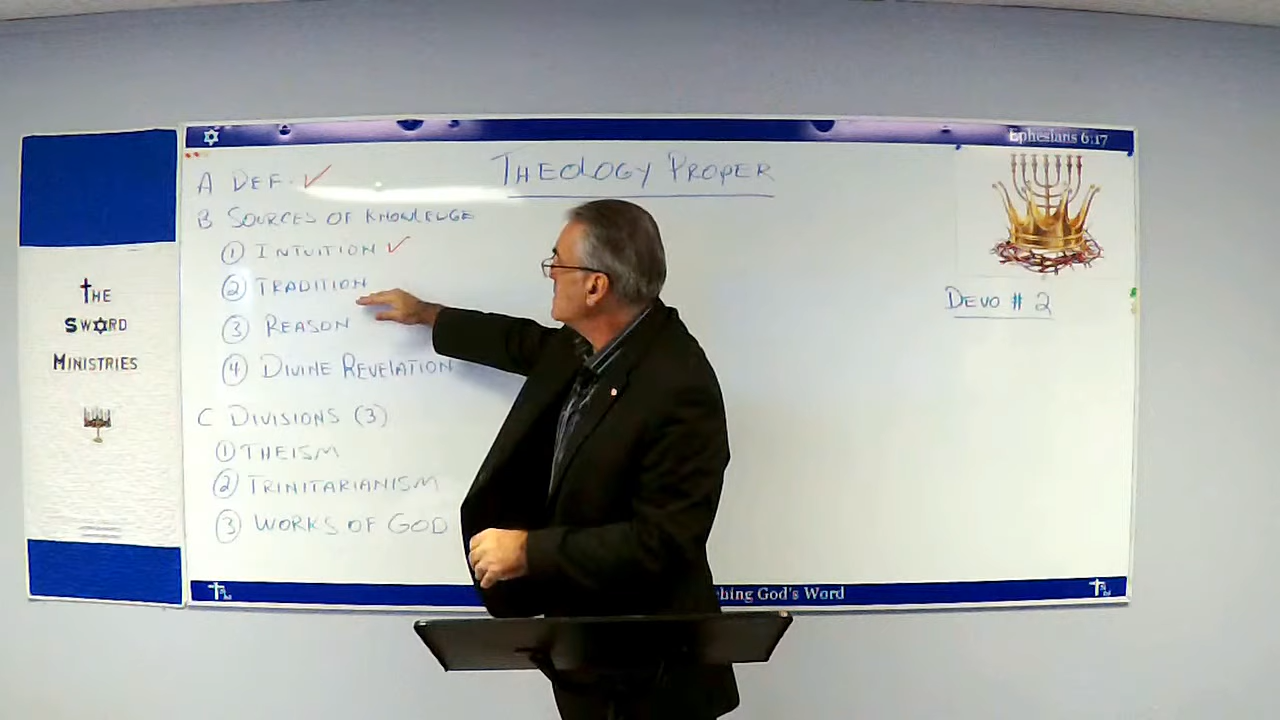 Ephesians 6:17
THEOLOGY PROPER
A DEF. ✓
B SOURCES OF KNOWLEDGE
① INTUITION ✓
② TRADITION
③ REASON
④ DIVINE REVELATION
C DIVISIONS (3)
① THEISM
② TRINITARIANISM
③ WORKS OF GOD
DEVO # 2
THE
SWORD
MINISTRIES
hing God's Word